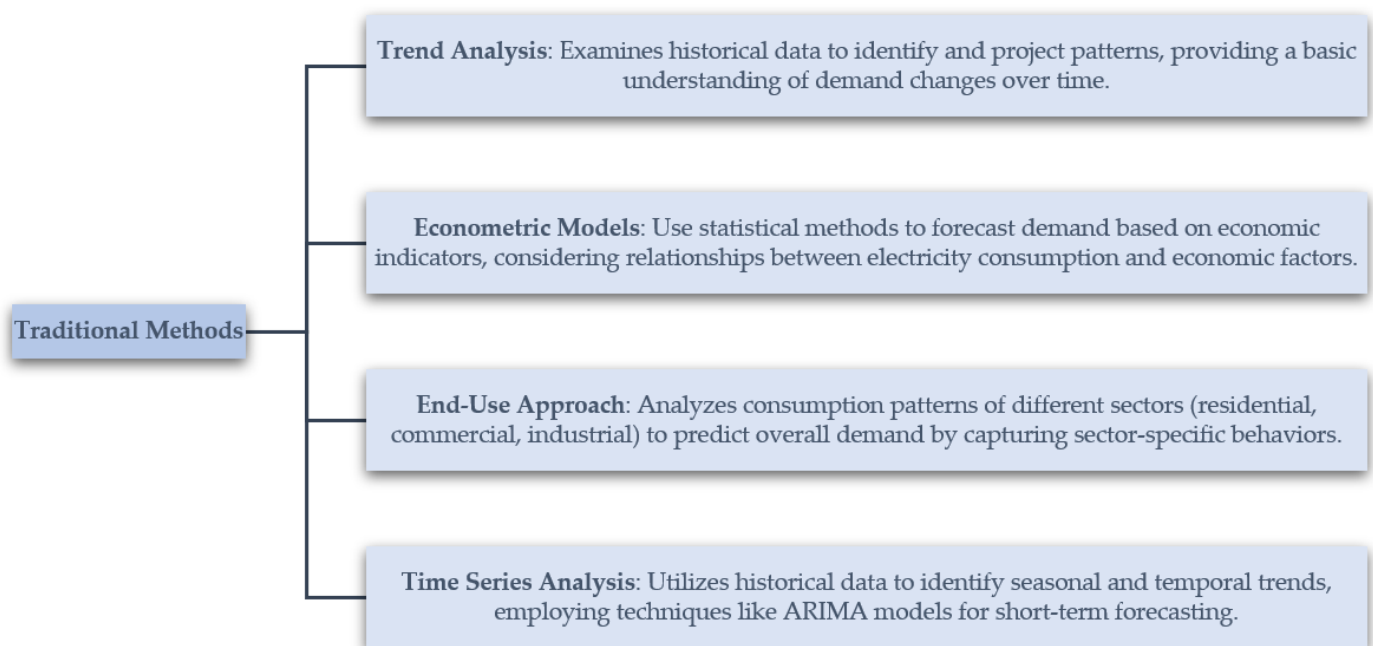 Trend Analysis: Examines historical data to identify and project patterns, providing a basic
understanding of demand changes over time.
Econometric Models: Use statistical methods to forecast demand based on economic
indicators, considering relationships between electricity consumption and economic factors.
Traditional Methods
End-Use Approach: Analyzes consumption patterns of different sectors (residential,
commercial, industrial) to predict overall demand by capturing sector-specific behaviors.
Time Series Analysis: Utilizes historical data to identify seasonal and temporal trends,
employing techniques like ARIMA models for short-term forecasting.